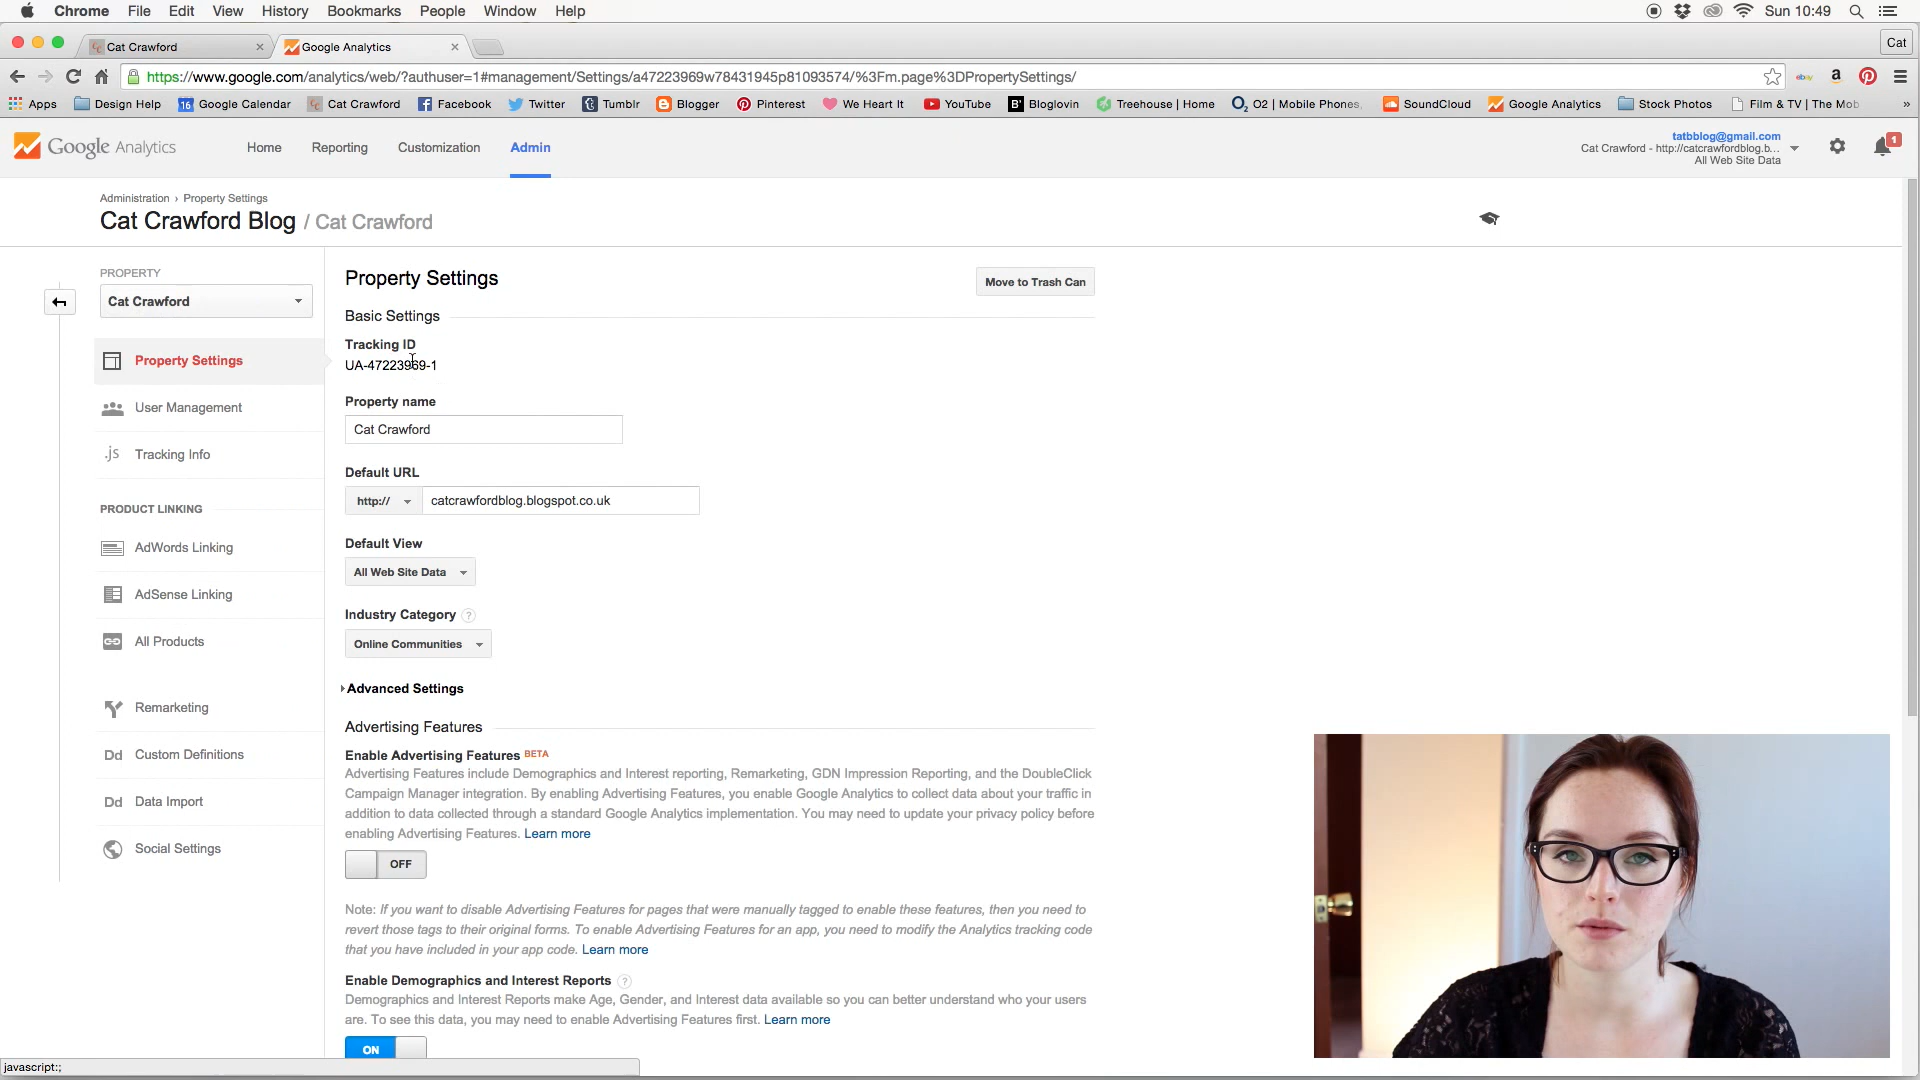 Chrome File Edit View History Bookmarks People Window Help Sun 10:49
Cat Crawford Google Analytics Cat
https://www.google.com/analytics/web/?authuser=1#management/Settings/a47223969w78431945p81093574/%3Fm.page%3DPropertySettings/ ebay a
Apps Design Help 16 Google Calendar Cat Crawford Facebook Twitter Tumblr Blogger Pinterest We Heart It YouTube B' Bloglovin Treehouse | Home O2 O2 | Mobile Phones, SoundCloud Google Analytics Stock Photos Film & TV | The Mob »
Google Analytics Home Reporting Customization Admin
tatbblog@gmail.com
Cat Crawford - http://catcrawfordblog.b...
All Web Site Data
1
Administration › Property Settings
Cat Crawford Blog / Cat Crawford
PROPERTY
Cat Crawford
Property Settings
User Management
.js Tracking Info
PRODUCT LINKING
AdWords Linking
AdSense Linking
All Products
Remarketing
Dd Custom Definitions
Dd Data Import
Social Settings
Property Settings
Move to Trash Can
Basic Settings
Tracking ID
UA-47223969-1
Property name
Cat Crawford
Default URL
http:// catcrawfordblog.blogspot.co.uk
Default View
All Web Site Data
Industry Category ?
Online Communities
Advanced Settings
Advertising Features
Enable Advertising Features BETA
Advertising Features include Demographics and Interest reporting, Remarketing, GDN Impression Reporting, and the DoubleClick
Campaign Manager integration. By enabling Advertising Features, you enable Google Analytics to collect data about your traffic in
addition to data collected through a standard Google Analytics implementation. You may need to update your privacy policy before
enabling Advertising Features. Learn more
OFF
Note: If you want to disable Advertising Features for pages that were manually tagged to enable these features, then you need to
revert those tags to their original forms. To enable Advertising Features for an app, you need to modify the Analytics tracking code
that you have included in your app code. Learn more
Enable Demographics and Interest Reports ?
Demographics and Interest Reports make Age, Gender, and Interest data available so you can better understand who your users
are. To see this data, you may need to enable Advertising Features first. Learn more
ON
javascript:;